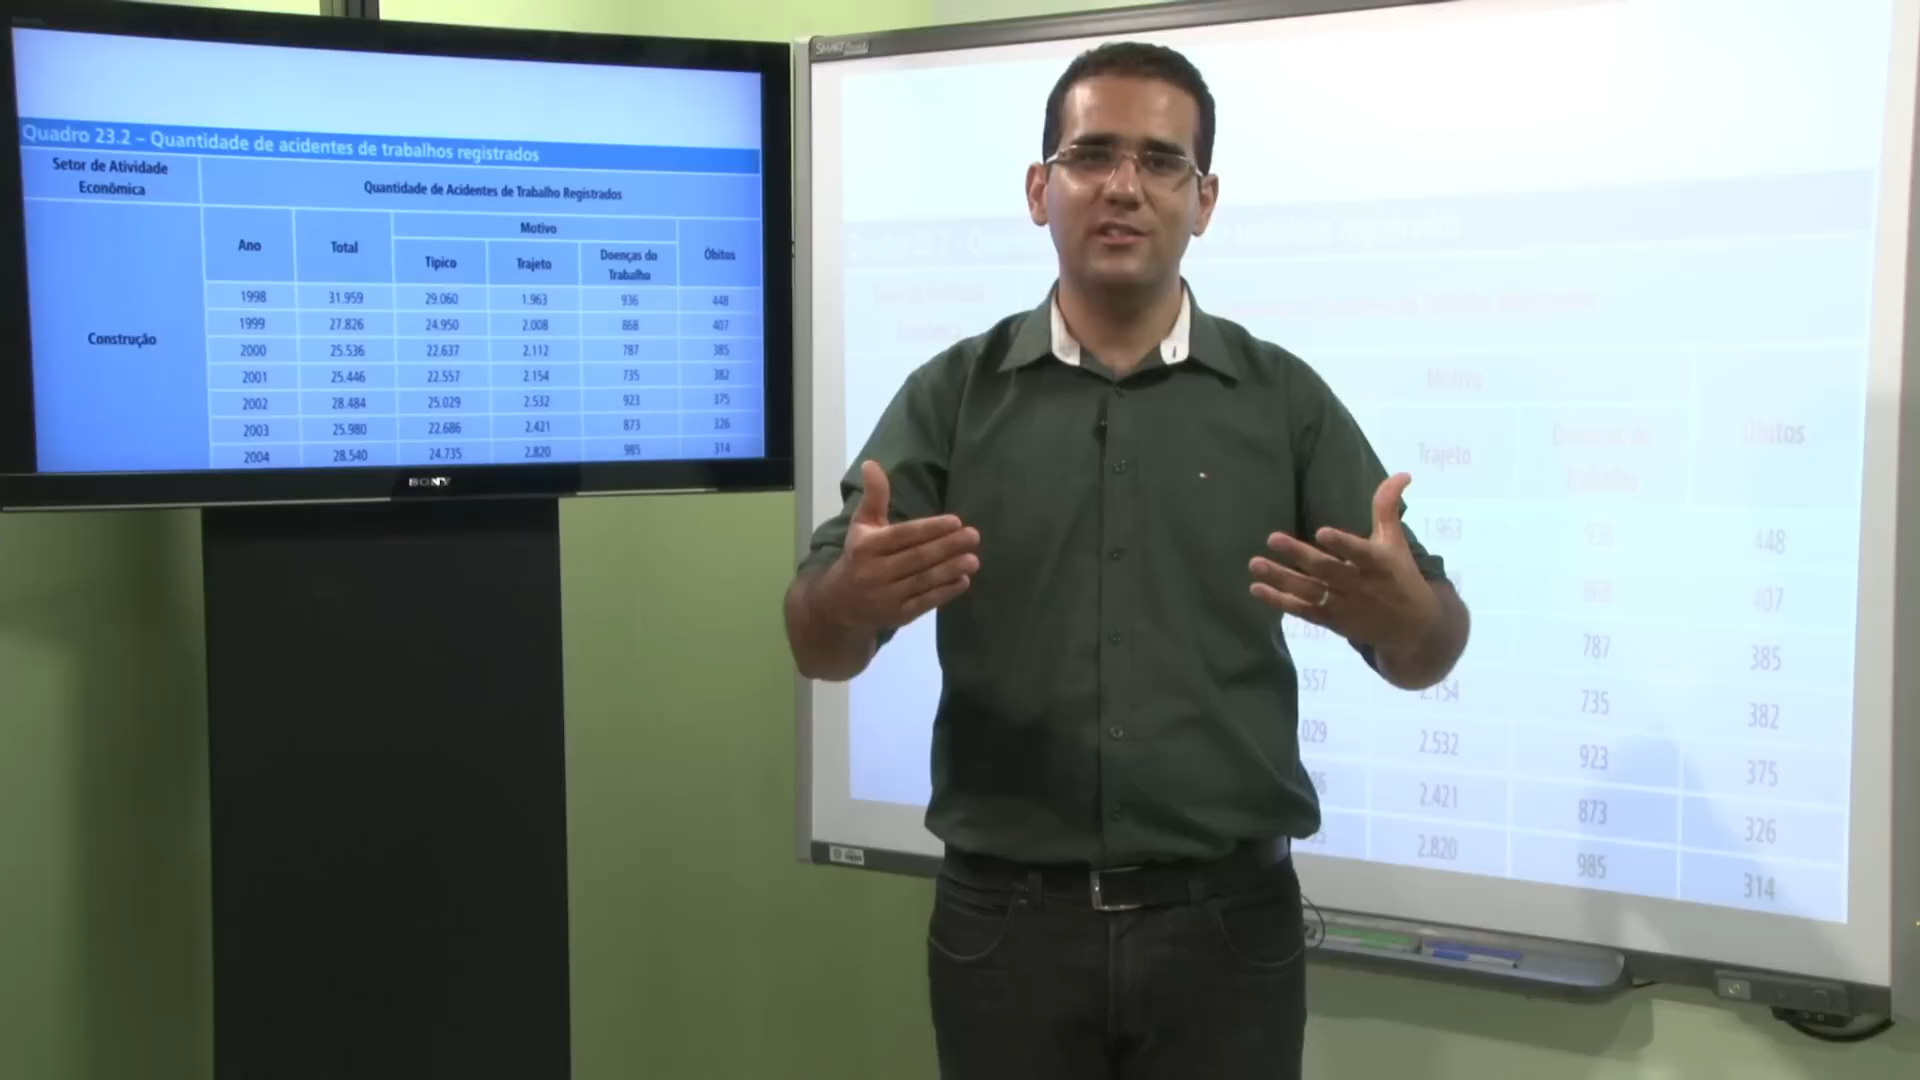 Quadro 23.2 – Quantidade de acidentes de trabalhos registrados
Setor de Atividade
Econômica
Quantidade de Acidentes de Trabalho Registrados
Construção
Ano Total Motivo Óbitos
Típico Trajeto Doenças do
Trabalho
1998 31.959 29.060 1.963 936 448
1999 27.826 24.950 2.008 868 407
2000 25.536 22.637 2.112 787 385
2001 25.446 22.557 2.154 735 382
2002 28.484 25.029 2.532 923 375
2003 25.980 22.686 2.421 873 326
2004 28.540 24.735 2.820 985 314
SONY
SMART
Motivo
Trajeto
Óbitos
1.963 936 448
868 407
787 385
557 2.154 735 382
029 2.532 923 375
2.421 873 326
2.820 985 314